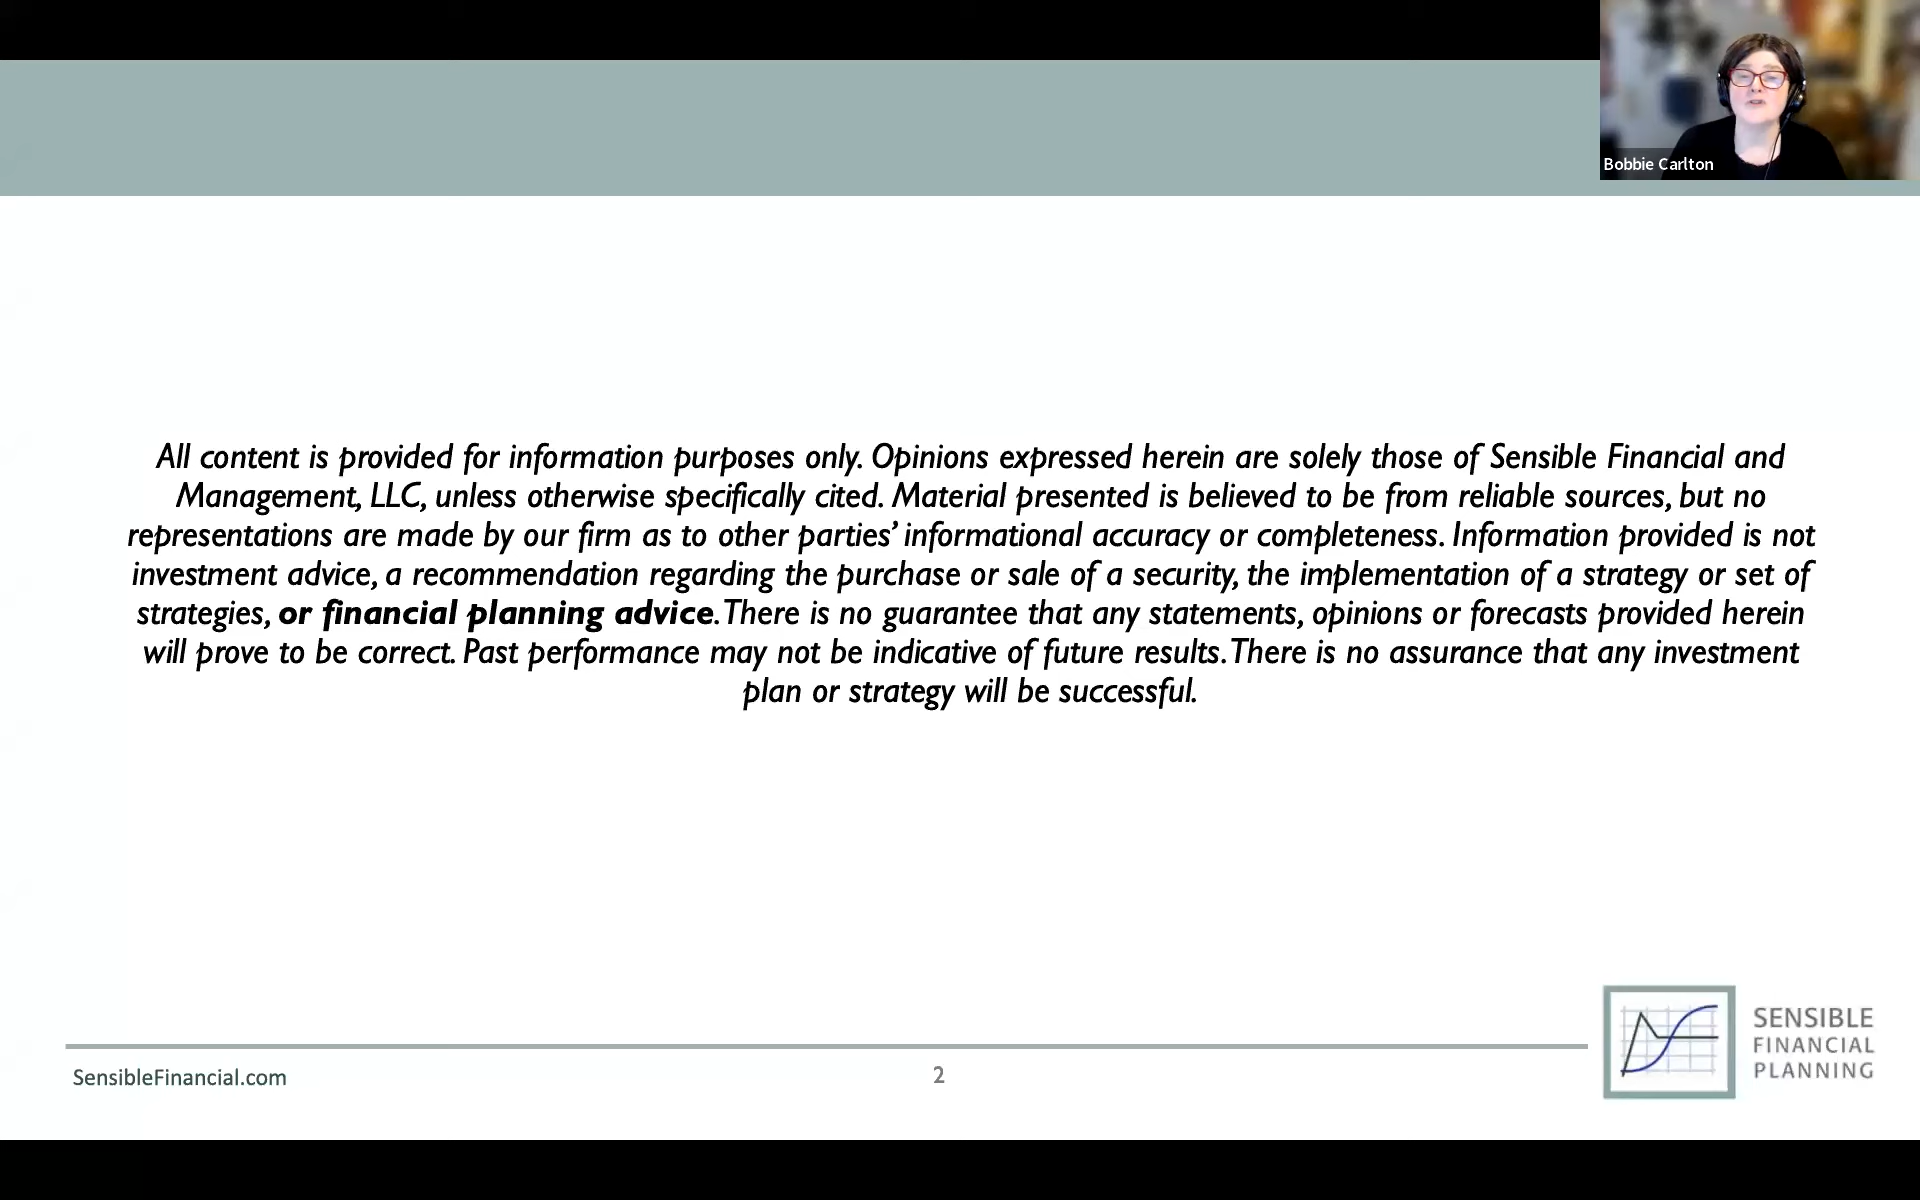 Bobbie Carlton
All content is provided for information purposes only. Opinions expressed herein are solely those of Sensible Financial and
Management, LLC, unless otherwise specifically cited. Material presented is believed to be from reliable sources, but no
representations are made by our firm as to other parties’ informational accuracy or completeness. Information provided is not
investment advice, a recommendation regarding the purchase or sale of a security, the implementation of a strategy or set of
strategies, or financial planning advice. There is no guarantee that any statements, opinions or forecasts provided herein
will prove to be correct. Past performance may not be indicative of future results. There is no assurance that any investment
plan or strategy will be successful.
SensibleFinancial.com
2
SENSIBLE
FINANCIAL
PLANNING